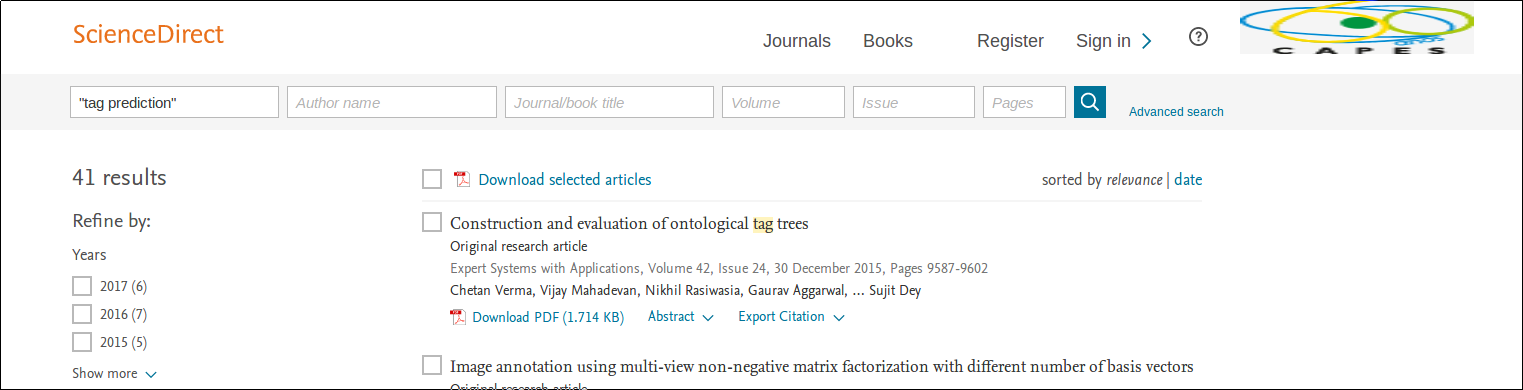 ScienceDirect
Journals Books Register Sign in ?
CAPES
"tag prediction" Author name Journal/book title Volume Issue Pages Advanced search
41 results
Download selected articles
sorted by relevance | date
Refine by:
Years
2017 (6)
2016 (7)
2015 (5)
Show more
Construction and evaluation of ontological tag trees
Original research article
Expert Systems with Applications, Volume 42, Issue 24, 30 December 2015, Pages 9587-9602
Chetan Verma, Vijay Mahadevan, Nikhil Rasiwasia, Gaurav Aggarwal, ... Sujit Dey
Download PDF (1.714 KB) Abstract Export Citation
Image annotation using multi-view non-negative matrix factorization with different number of basis vectors
Original research article